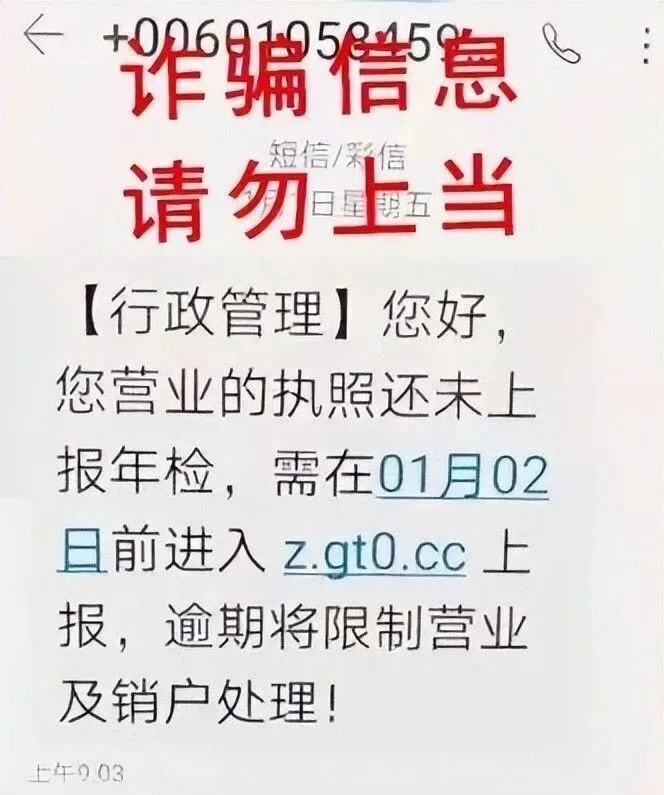 +00601058459
诈骗信息
短信/彩信
请勿上当
日星期五
【行政管理】您好，
您营业的执照还未上
报年检，需在01月02
日前进入 z.gt0.cc 上
报，逾期将限制营业
及销户处理！
上午9:03